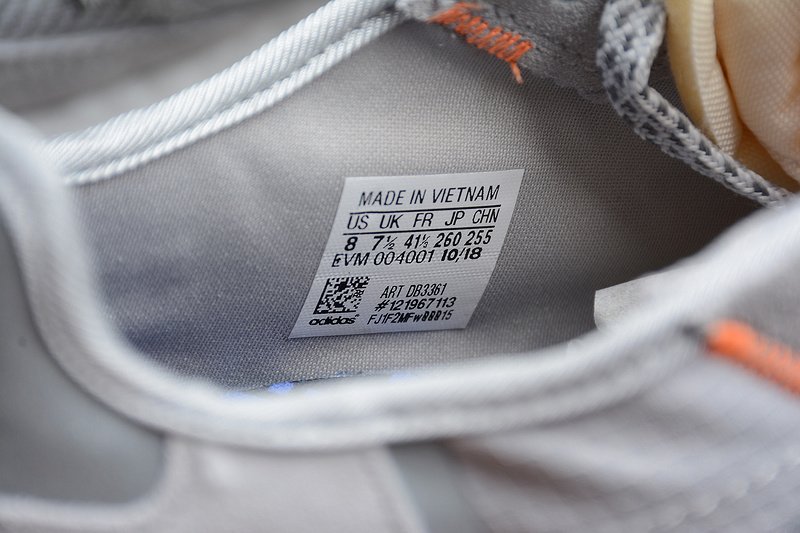 MADE IN VIETNAM
US UK FR JP CHN
8 7½ 41⅓ 260 255
EVM 004001 10/18
ART DB3361
#121967113
adidas FJ1F2MFw00015